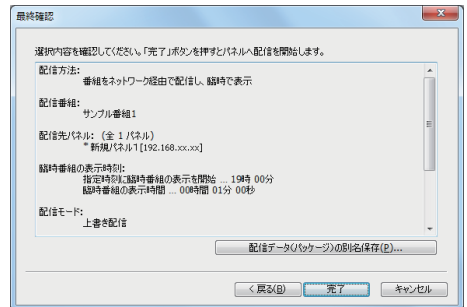 最終確認
選択内容を確認してください。「完了」ボタンを押すとパネルへ配信を開始します。
配信方法:
番組をネットワーク経由で配信し、臨時で表示
配信番組:
サンプル番組1
配信先パネル: (全 1 パネル)
* 新規パネル1 [192.168.xx.xx]
臨時番組の表示時刻:
指定時刻に臨時番組の表示を開始 ... 19時 00分
臨時番組の表示時間 ... 00時間 01分 00秒
配信モード:
上書き配信
配信データ(パッケージ)の別名保存(P)...
< 戻る(B)
完了
キャンセル